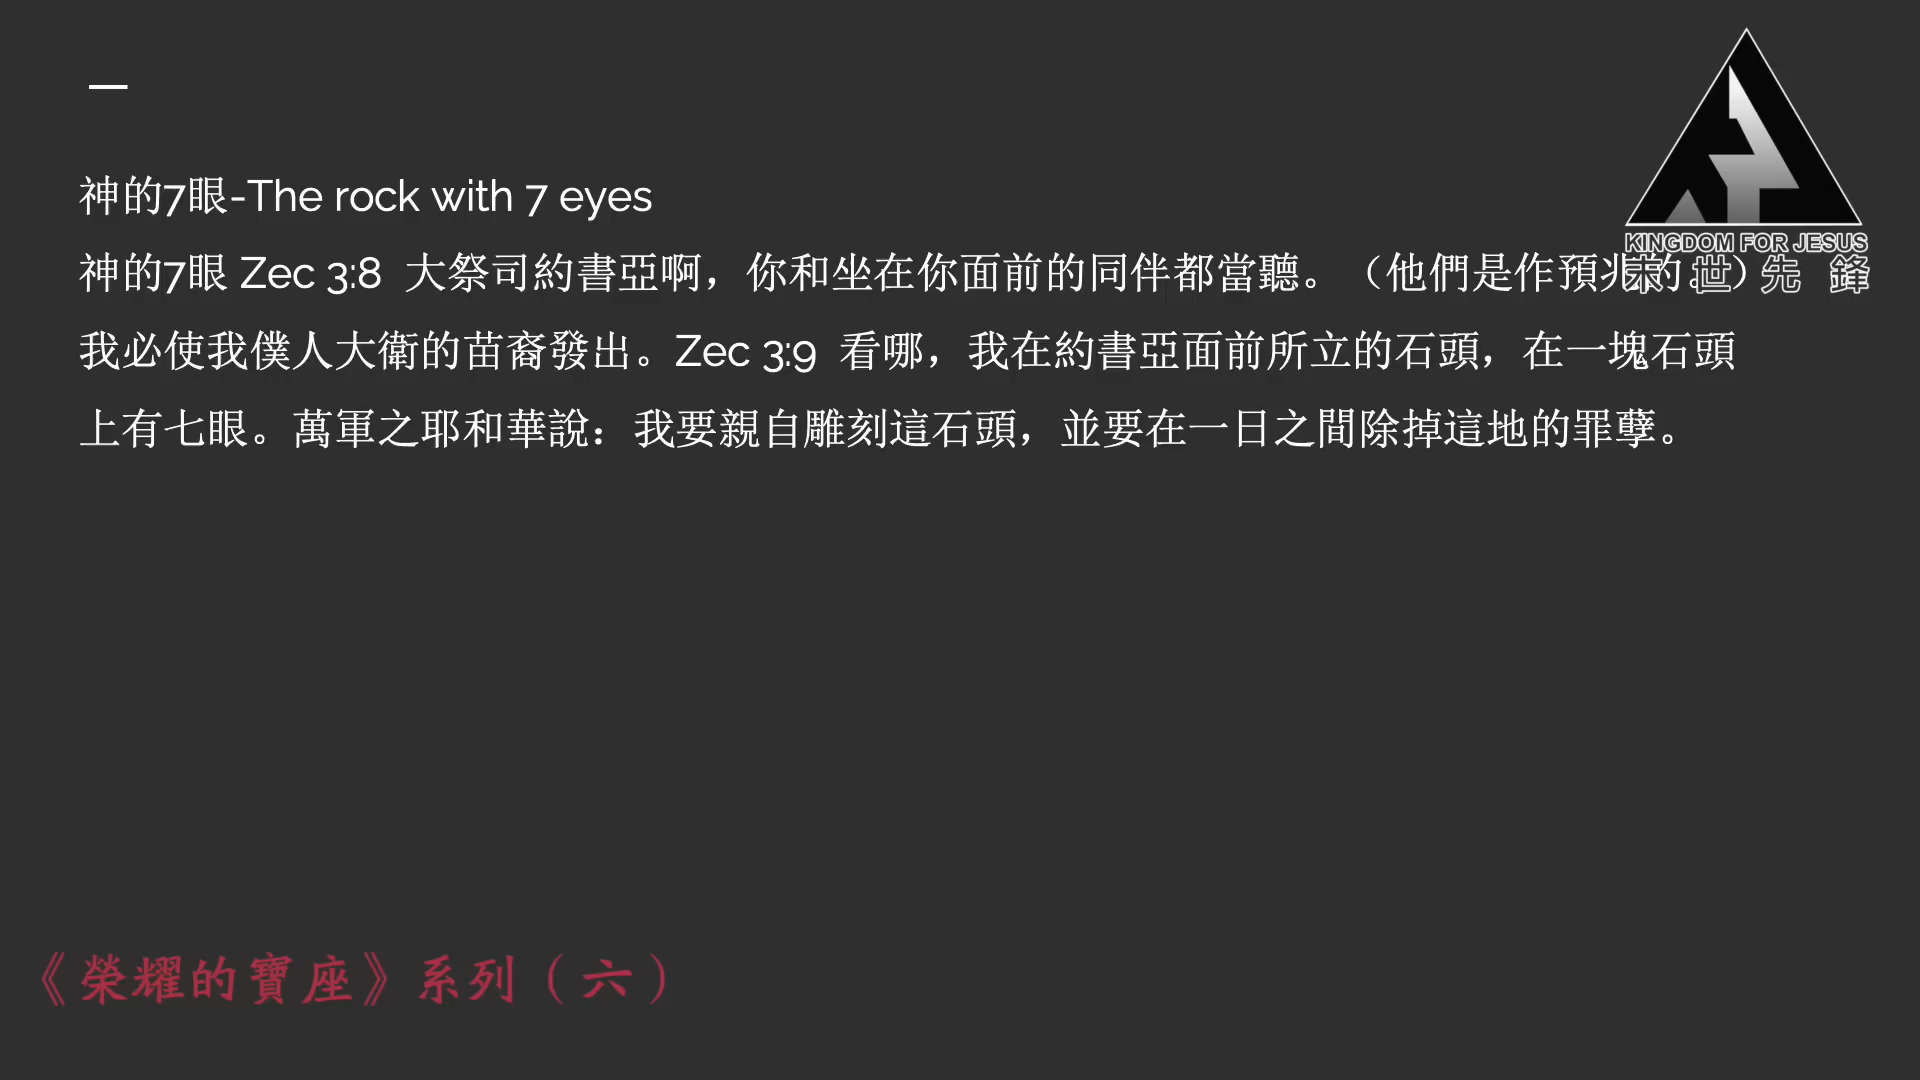 神的7眼-The rock with 7 eyes
神的7眼 Zec 3:8 大祭司約書亞啊，你和坐在你面前的同伴都當聽。（他們是作預兆的。）
我必使我僕人大衛的苗裔發出。Zec 3:9 看哪，我在約書亞面前所立的石頭，在一塊石頭
上有七眼。萬軍之耶和華說：我要親自雕刻這石頭，並要在一日之間除掉這地的罪孽。
KINGDOM FOR JESUS
末世先鋒
《榮耀的寶座》系列（六）